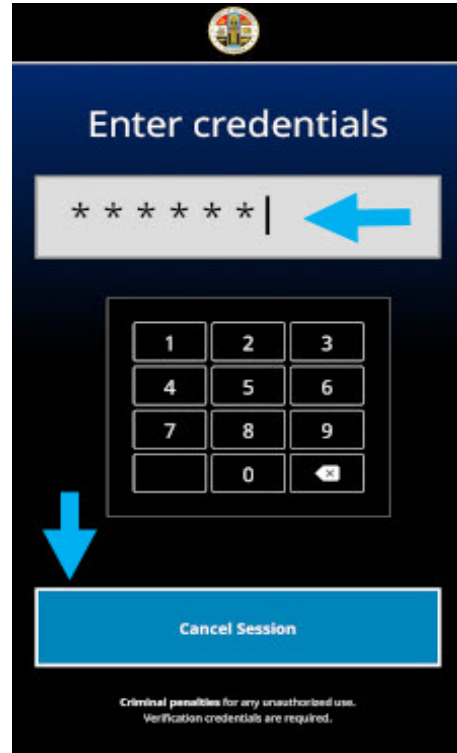 Enter credentials
* * * * * *
1 2 3
4 5 6
7 8 9
0
Cancel Session
Criminal penalties for any unauthorized use.
Verification credentials are required.